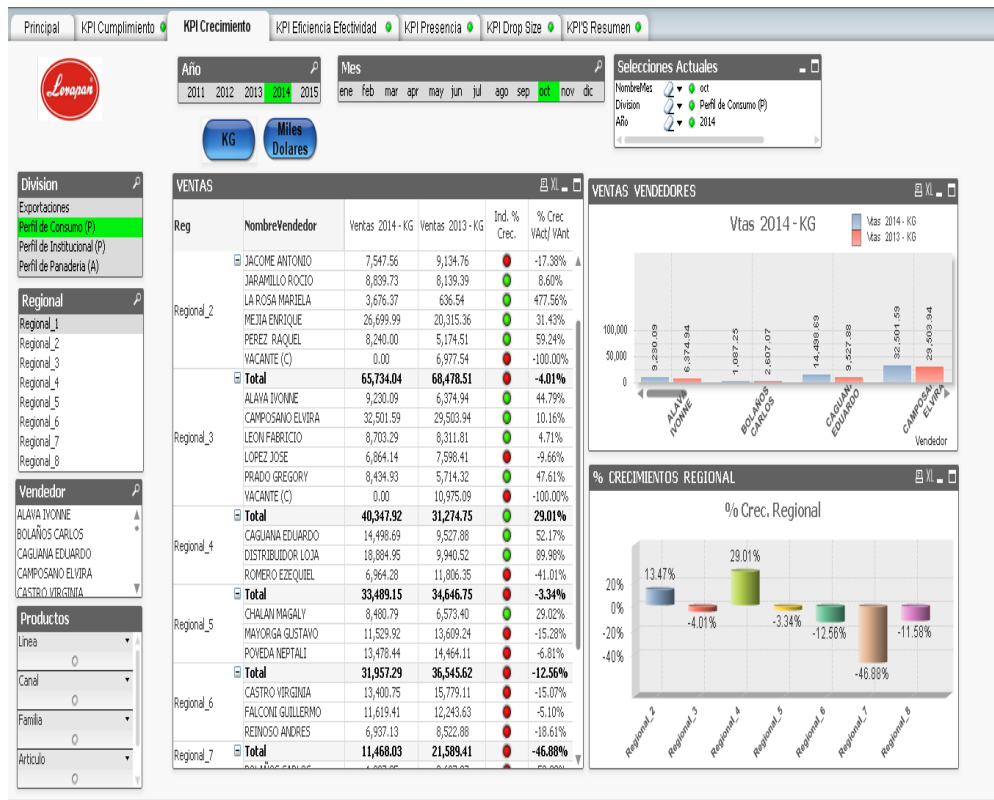 Principal KPI Cumplimiento KPI Crecimiento KPI Eficiencia Efectividad KPI Presencia KPI Drop Size KPI'S Resumen
Levapan
Año
2011 2012 2013 2014 2015
Mes
ene feb mar apr may jun jul ago sep oct nov dic
Selecciones Actuales
NombreMes oct
Division Perfil de Consumo (P)
Año 2014
KG
Miles Dolares
Division
Exportaciones
Perfil de Consumo (P)
Perfil de Institucional (P)
Perfil de Panaderia (A)
Regional
Regional_1
Regional_2
Regional_3
Regional_4
Regional_5
Regional_6
Regional_7
Regional_8
Vendedor
ALAVA IVONNE
BOLAÑOS CARLOS
CAGUANA EDUARDO
CAMPOSANO ELVIRA
CASTRO VIRGINIA
Productos
Linea
Canal
Familia
Articulo
VENTAS XL
Reg NombreVendedor Ventas 2014 - KG Ventas 2013 - KG Ind. % Crec. % Crec VAct/ VAnt
Regional_2
JACOME ANTONIO 7,547.56 9,134.76 -17.38%
JARAMILLO ROCIO 8,839.73 8,139.39 8.60%
LA ROSA MARIELA 3,676.37 636.54 477.56%
MEJIA ENRIQUE 26,699.99 20,315.36 31.43%
PEREZ RAQUEL 8,240.00 5,174.51 59.24%
VACANTE (C) 0.00 6,977.54 -100.00%
Regional_3
Total 65,734.04 68,478.51 -4.01%
ALAVA IVONNE 9,230.09 6,374.94 44.79%
CAMPOSANO ELVIRA 32,501.59 29,503.94 10.16%
LEON FABRICIO 8,703.29 8,311.81 4.71%
LOPEZ JOSE 6,864.14 7,598.41 -9.66%
PRADO GREGORY 8,434.93 5,714.32 47.61%
VACANTE (C) 0.00 10,975.09 -100.00%
Regional_4
Total 40,347.92 31,274.75 29.01%
CAGUANA EDUARDO 14,498.69 9,527.88 52.17%
DISTRIBUIDOR LOJA 18,884.95 9,940.52 89.98%
ROMERO EZEQUIEL 6,964.28 11,806.35 -41.01%
Regional_5
Total 33,489.15 34,646.75 -3.34%
CHALAN MAGALY 8,480.79 6,573.40 29.02%
MAYORGA GUSTAVO 11,529.92 13,609.24 -15.28%
POVEDA NEPTALI 13,478.44 14,464.11 -6.81%
Regional_6
Total 31,957.29 36,545.62 -12.56%
CASTRO VIRGINIA 13,400.75 15,779.11 -15.07%
FALCONI GUILLERMO 11,619.41 12,243.63 -5.10%
REINOSO ANDRES 6,937.13 8,522.88 -18.61%
Regional_7
Total 11,468.03 21,589.41 -46.88%
VENTAS VENDEDORES XL
Vtas 2014 - KG
Vtas 2014 - KG
Vtas 2013 - KG
100,000
50,000
0
9,230.09 6,374.94 1,087.25 2,607.07 14,498.69 9,527.88 32,501.59 29,503.94
ALAVA IVONNE
BOLAÑOS CARLOS
CAGUANA EDUARDO
CAMPOSA... ELVIRA
Vendedor
% CRECIMIENTOS REGIONAL XL
% Crec. Regional
20%
0%
-20%
-40%
13.47% -4.01% 29.01% -3.34% -12.56% -46.88% -11.58%
Regional_2 Regional_3 Regional_4 Regional_5 Regional_6 Regional_7 Regional_8